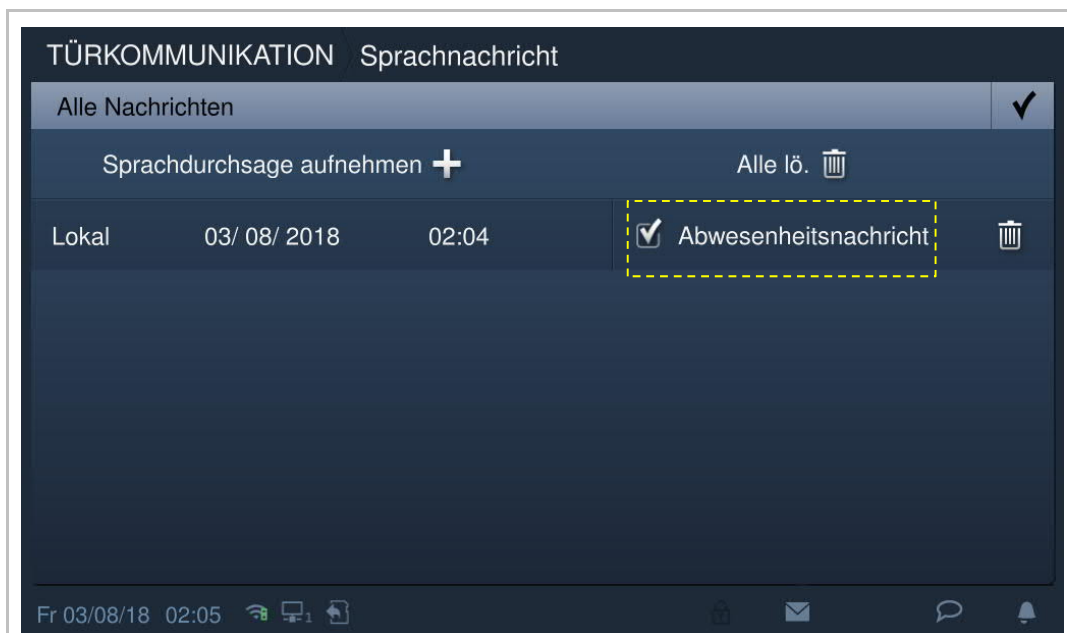 TÜRKOMMUNIKATION Sprachnachricht
Alle Nachrichten
Sprachdurchsage aufnehmen Alle lö.
Lokal 03/ 08/ 2018 02:04 Abwesenheitsnachricht
Fr 03/08/18 02:05 1